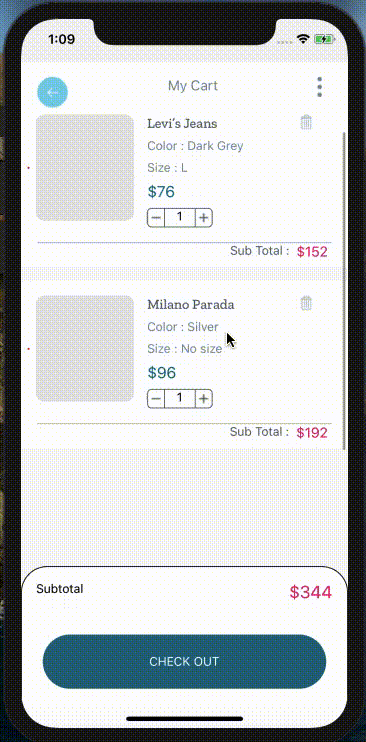 1:09
My Cart
Levi's Jeans
Color : Dark Grey
Size : L
$76
1
Sub Total : $152
Milano Parada
Color : Silver
Size : No size
$96
1
Sub Total : $192
Subtotal $344
CHECK OUT